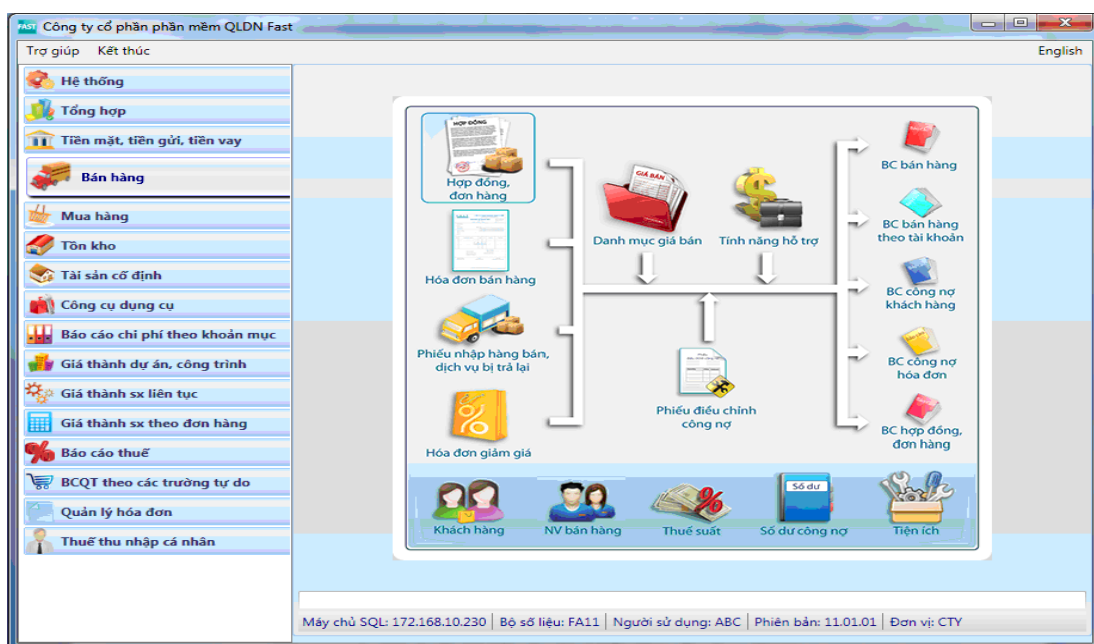 FAST Công ty cổ phần phần mềm QLDN Fast
Trợ giúp Kết thúc English
Hệ thống
Tổng hợp
Tiền mặt, tiền gửi, tiền vay
Bán hàng
Mua hàng
Tồn kho
Tài sản cố định
Công cụ dụng cụ
Báo cáo chi phí theo khoản mục
Giá thành dự án, công trình
Giá thành sx liên tục
Giá thành sx theo đơn hàng
Báo cáo thuế
BCQT theo các trường tự do
Quản lý hóa đơn
Thuế thu nhập cá nhân
HỢP ĐỒNG
Hợp đồng,
đơn hàng
Hóa đơn bán hàng
Phiếu nhập hàng bán,
dịch vụ bị trả lại
Hóa đơn giảm giá
GIÁ BÁN
Danh mục giá bán
Tính năng hỗ trợ
Phiếu điều chỉnh
công nợ
BC bán hàng
BC bán hàng
theo tài khoản
BC công nợ
khách hàng
BC công nợ
hóa đơn
BC hợp đồng,
đơn hàng
Khách hàng
NV bán hàng
Thuế suất
Số dư
Số dư công nợ
Tiện ích
Máy chủ SQL: 172.168.10.230 | Bộ số liệu: FA11 | Người sử dụng: ABC | Phiên bản: 11.01.01 | Đơn vị: CTY